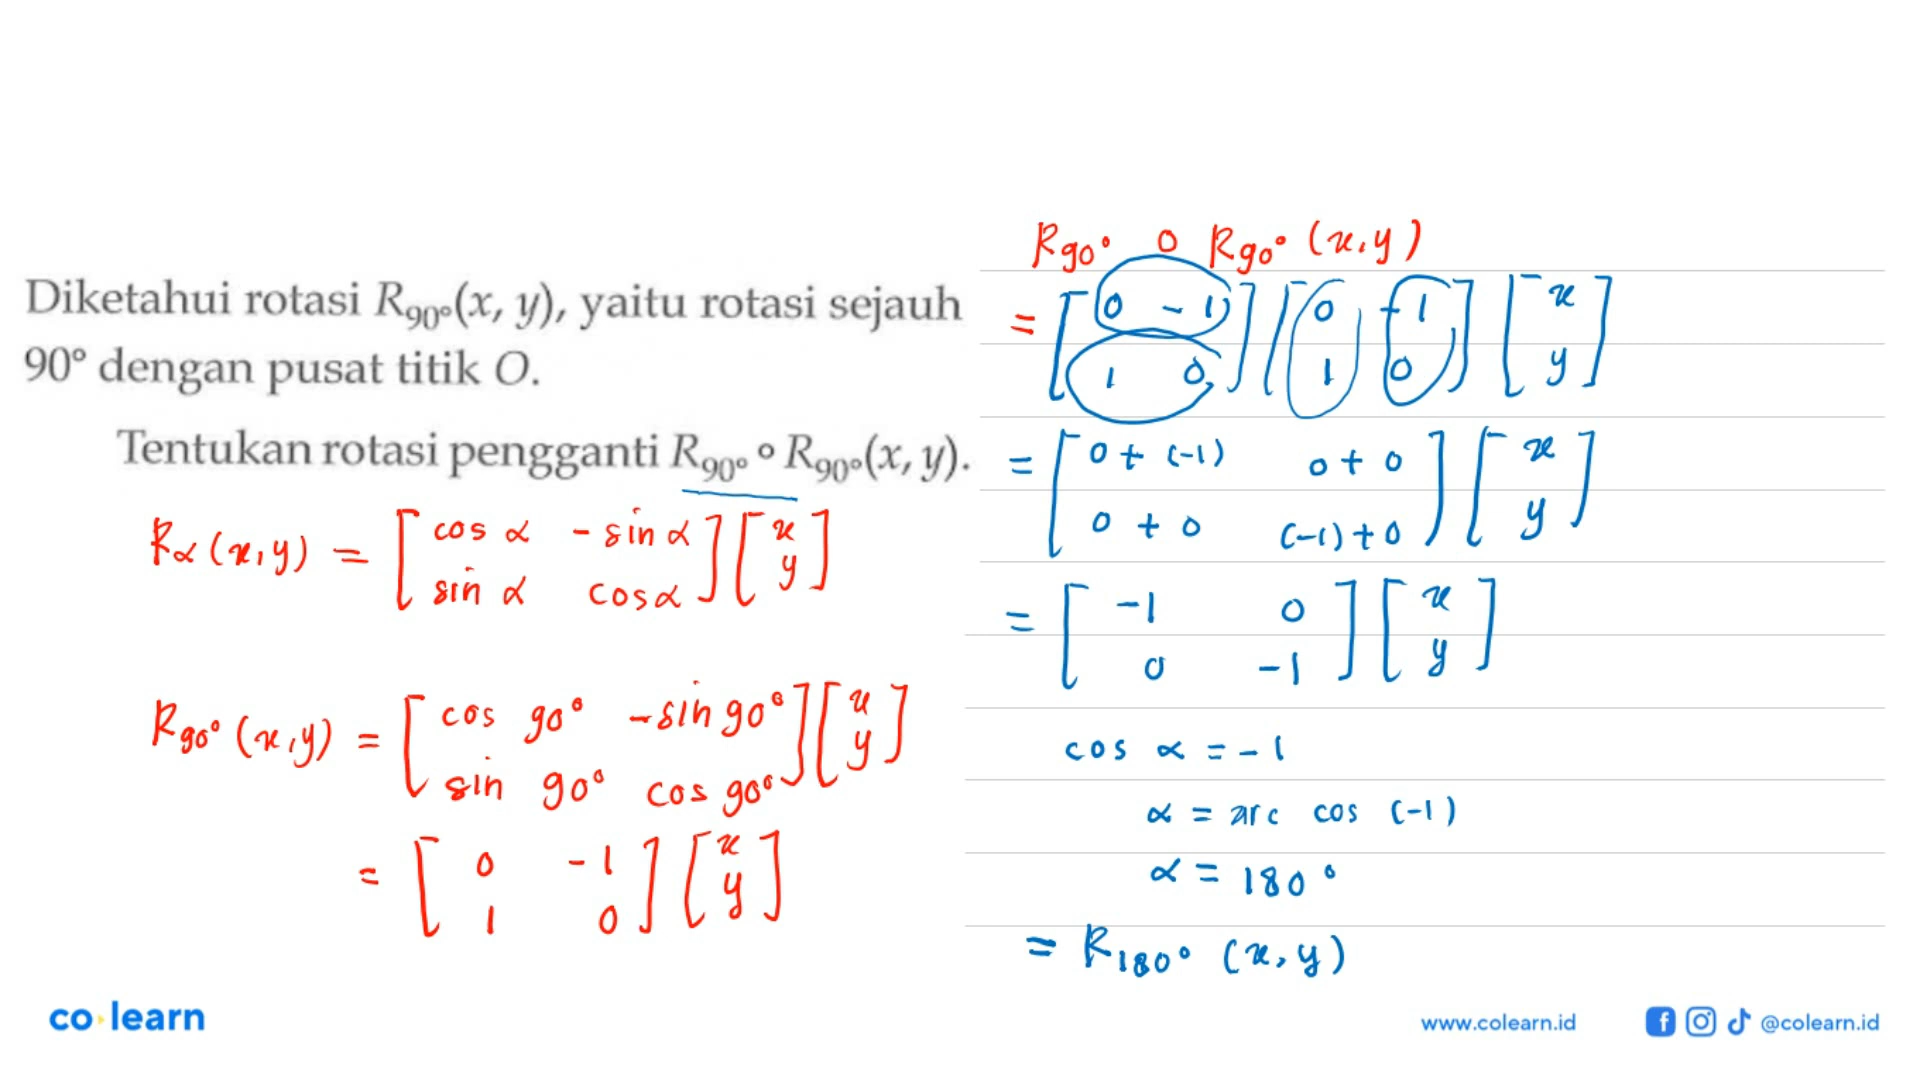 Diketahui rotasi R90°(x, y), yaitu rotasi sejauh
90° dengan pusat titik O.
Tentukan rotasi pengganti R90° ∘ R90°(x, y).
Rα (x,y) = [ cos α - sin α ] [ x ]
[ sin α cos α ] [ y ]
R90° (x,y) = [ cos 90° - sin 90° ] [ x ]
[ sin 90° cos 90° ] [ y ]
= [ 0 - 1 ] [ x ]
[ 1 0 ] [ y ]
R90° o R90° (x,y)
= [ 0 - 1 ] [ 0 - 1 ] [ x ]
[ 1 0 ] [ 1 0 ] [ y ]
= [ 0 + (-1) 0 + 0 ] [ x ]
[ 0 + 0 (-1) + 0 ] [ y ]
= [ -1 0 ] [ x ]
[ 0 -1 ] [ y ]
cos α = - 1
α = arc cos (-1)
α = 180°
= R180° (x,y)
co learn
www.colearn.id
@colearn.id